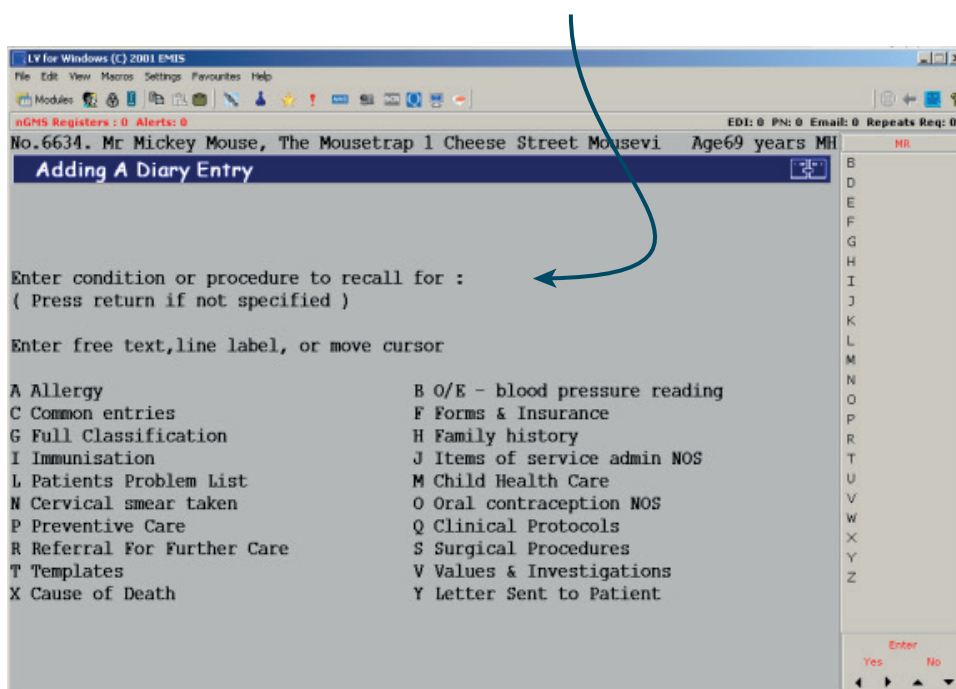 LV for Windows (C) 2001 EMIS
File Edit View Macros Settings Favourites Help
Modules
nGMS Registers : 0 Alerts: 0 EDI: 0 PN: 0 Email: 0 Repeats Req: 0
No.6634. Mr Mickey Mouse, The Mousetrap 1 Cheese Street Mousevi Age69 years MH
MR
Adding A Diary Entry
B
D
E
F
G
H
I
J
K
L
M
N
O
P
R
T
U
V
W
X
Y
Z
Enter condition or procedure to recall for :
( Press return if not specified )
Enter free text,line label, or move cursor
A Allergy B O/E - blood pressure reading
C Common entries F Forms & Insurance
G Full Classification H Family history
I Immunisation J Items of service admin NOS
L Patients Problem List M Child Health Care
N Cervical smear taken O Oral contraception NOS
P Preventive Care Q Clinical Protocols
R Referral For Further Care S Surgical Procedures
T Templates V Values & Investigations
X Cause of Death Y Letter Sent to Patient
Enter
Yes No